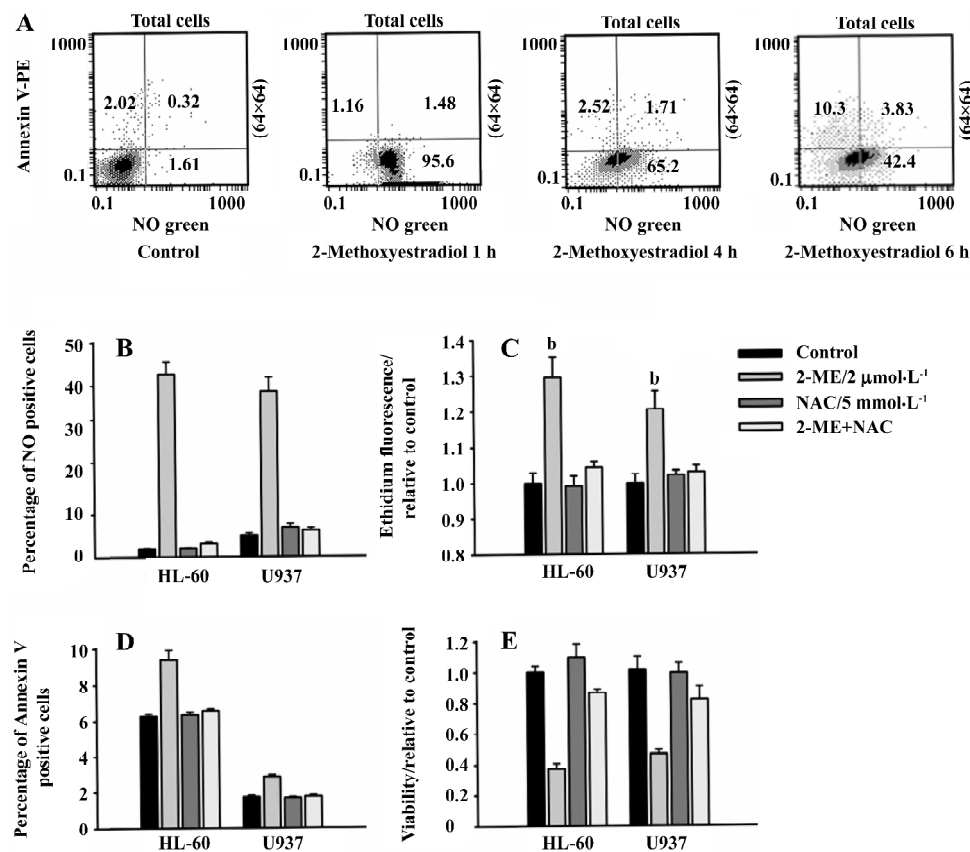 A
Total cells
Total cells
Total cells
Total cells
Annexin V-PE
1000
2.02
0.32
1.61
0.1
0.1
1000
(64×64)
NO green
Control
1000
1.16
1.48
95.6
0.1
0.1
1000
(64×64)
NO green
2-Methoxyestradiol 1 h
1000
2.52
1.71
65.2
0.1
0.1
1000
(64×64)
NO green
2-Methoxyestradiol 4 h
1000
10.3
3.83
42.4
0.1
0.1
1000
(64×64)
NO green
2-Methoxyestradiol 6 h
B
Percentage of NO positive cells
50
40
40
30
20
10
0
HL-60
U937
C
Ethidium fluorescence/
relative to control
1.4
1.3
1.2
1.1
1.0
0.9
0.8
b
b
HL-60
U937
Control
2-ME/2 μmol·L⁻¹
NAC/5 mmol·L⁻¹
2-ME+NAC
D
Percentage of Annexin V
positive cells
10
8
6
4
2
0
HL-60
U937
E
Viability/relative to control
1.2
1.0
0.8
0.6
0.4
0.2
0
HL-60
U937